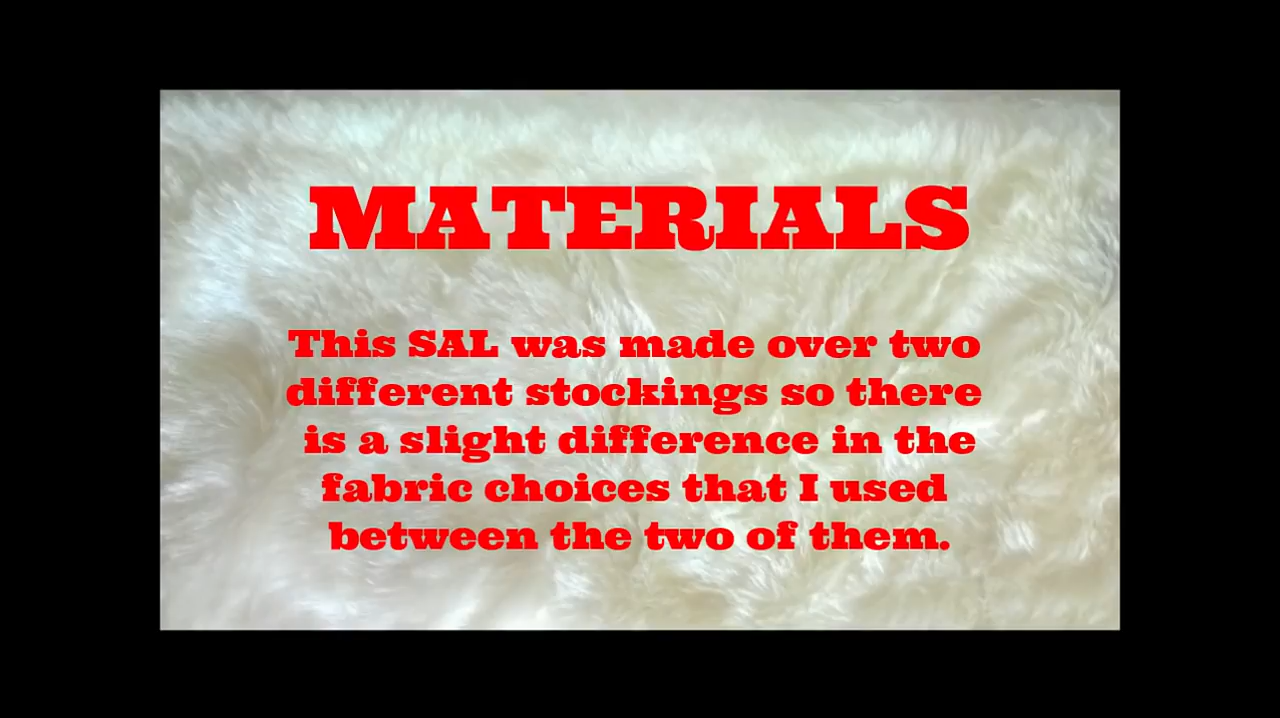 MATERIALS
This SAL was made over two
different stockings so there
is a slight difference in the
fabric choices that I used
between the two of them.